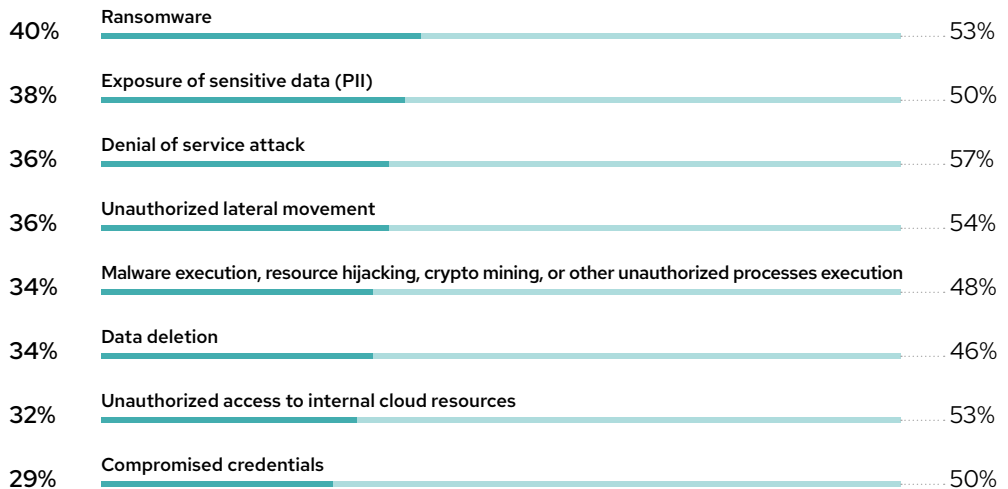 Ransomware
40% 53%
Exposure of sensitive data (PII)
38% 50%
Denial of service attack
36% 57%
Unauthorized lateral movement
36% 54%
Malware execution, resource hijacking, crypto mining, or other unauthorized processes execution
34% 48%
Data deletion
34% 46%
Unauthorized access to internal cloud resources
32% 53%
Compromised credentials
29% 50%